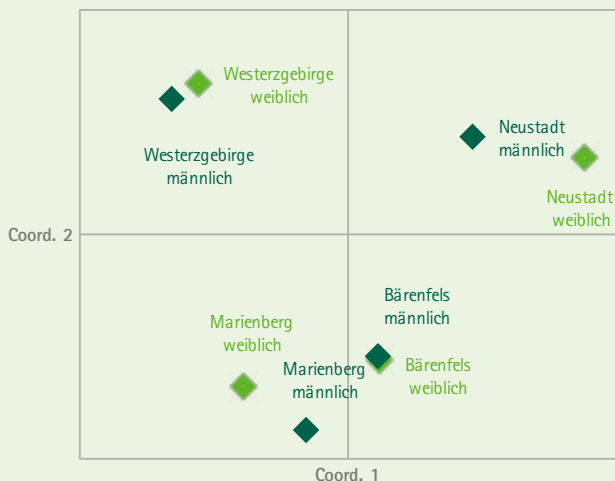 Westerzgebirge
weiblich
Westerzgebirge
männlich
Neustadt
männlich
Neustadt
weiblich
Coord. 2
Bärenfels
männlich
Marienberg
weiblich
Marienberg
männlich
Bärenfels
weiblich
Coord. 1